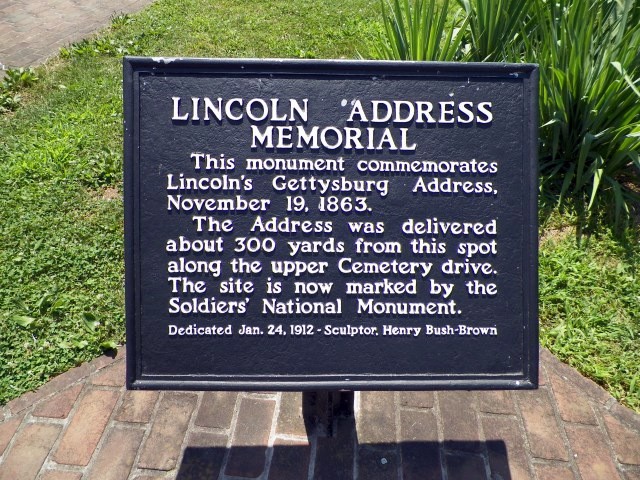 LINCOLN ADDRESS
MEMORIAL
This monument commemorates
Lincoln's Gettysburg Address,
November 19, 1863.
The Address was delivered
about 300 yards from this spot
along the upper Cemetery drive.
The site is now marked by the
Soldiers' National Monument.
Dedicated Jan. 24, 1912 - Sculptor, Henry Bush-Brown